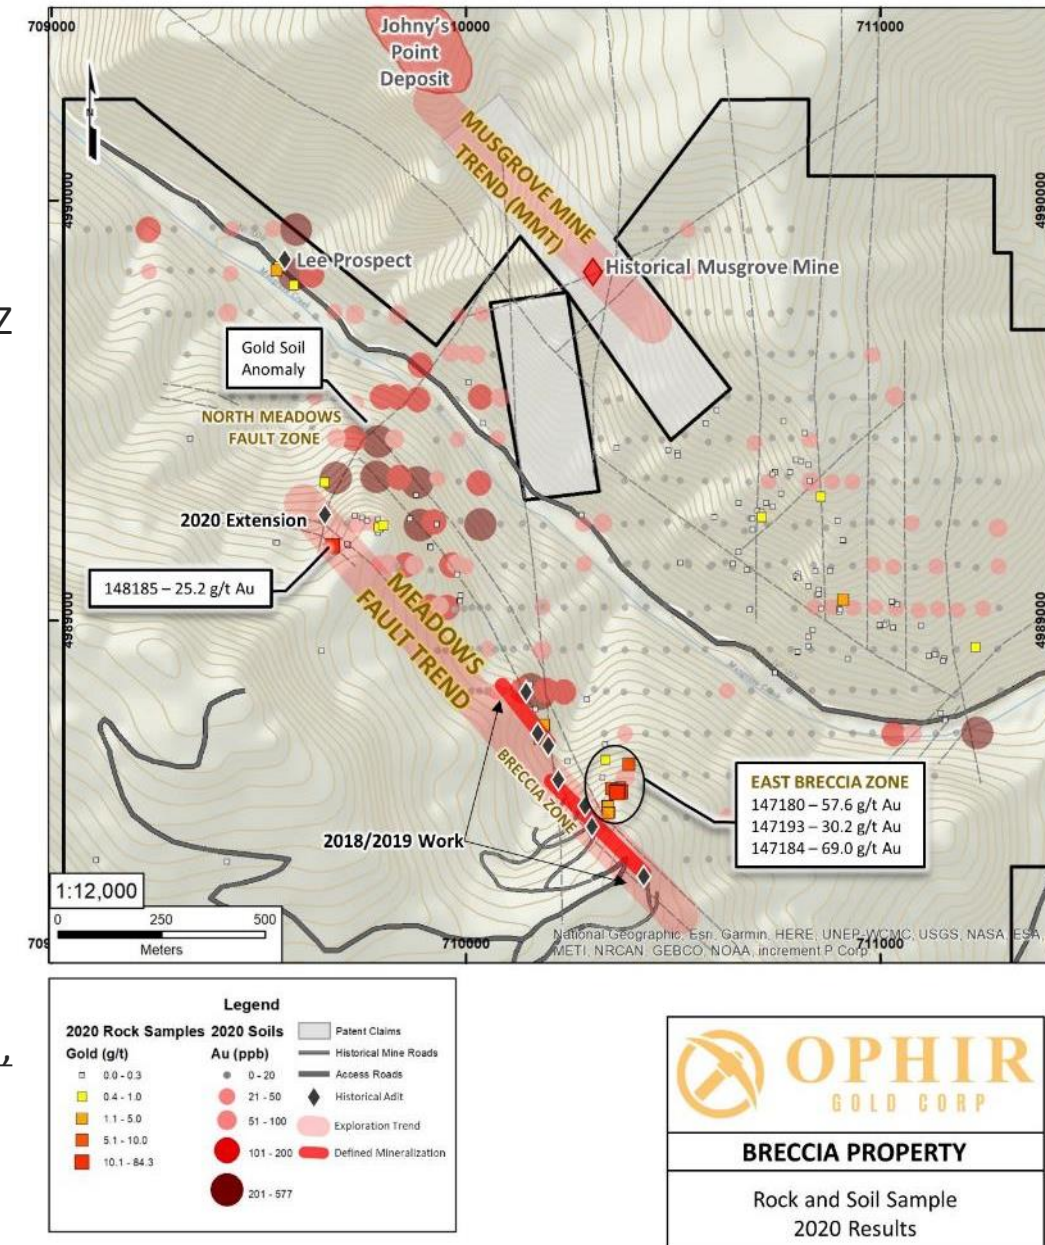 709000
710000
711000
Johny's
Point
Deposit
MUSGROVE MINE
TREND (MMT)
4990000
4990000
Lee Prospect
Historical Musgrove Mine
Z
Gold Soil
Anomaly
NORTH MEADOWS
FAULT ZONE
2020 Extension
148185 – 25.2 g/t Au
MEADOWS
FAULT TREND
4989000
4989000
BRECCIA ZONE
EAST BRECCIA ZONE
147180 – 57.6 g/t Au
147193 – 30.2 g/t Au
147184 – 69.0 g/t Au
2018/2019 Work
1:12,000
0 250 500
Meters
National Geographic, Esri, Garmin, HERE, UNEP-WCMC, USGS, NASA, ESA,
METI, NRCAN, GEBCO, NOAA, increment P Corp
709
710000
711000
Legend
2020 Rock Samples
Gold (g/t)
0.0 - 0.3
0.4 - 1.0
1.1 - 5.0
5.1 - 10.0
10.1 - 84.3
2020 Soils
Au (ppb)
0 - 20
21 - 50
51 - 100
101 - 200
201 - 577
Patent Claims
Historical Mine Roads
Access Roads
Historical Adit
Exploration Trend
Defined Mineralization
,
OPHIR
GOLD CORP
BRECCIA PROPERTY
Rock and Soil Sample
2020 Results